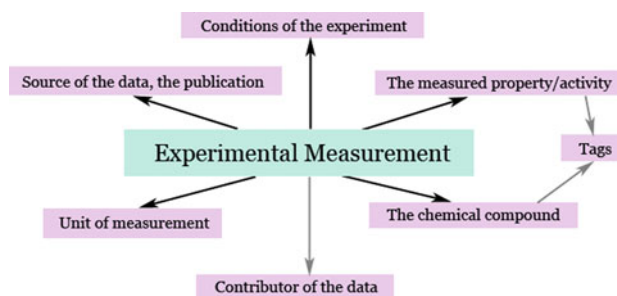 Conditions of the experiment
Source of the data, the publication
The measured property/activity
Experimental Measurement
Tags
Unit of measurement
The chemical compound
Contributor of the data